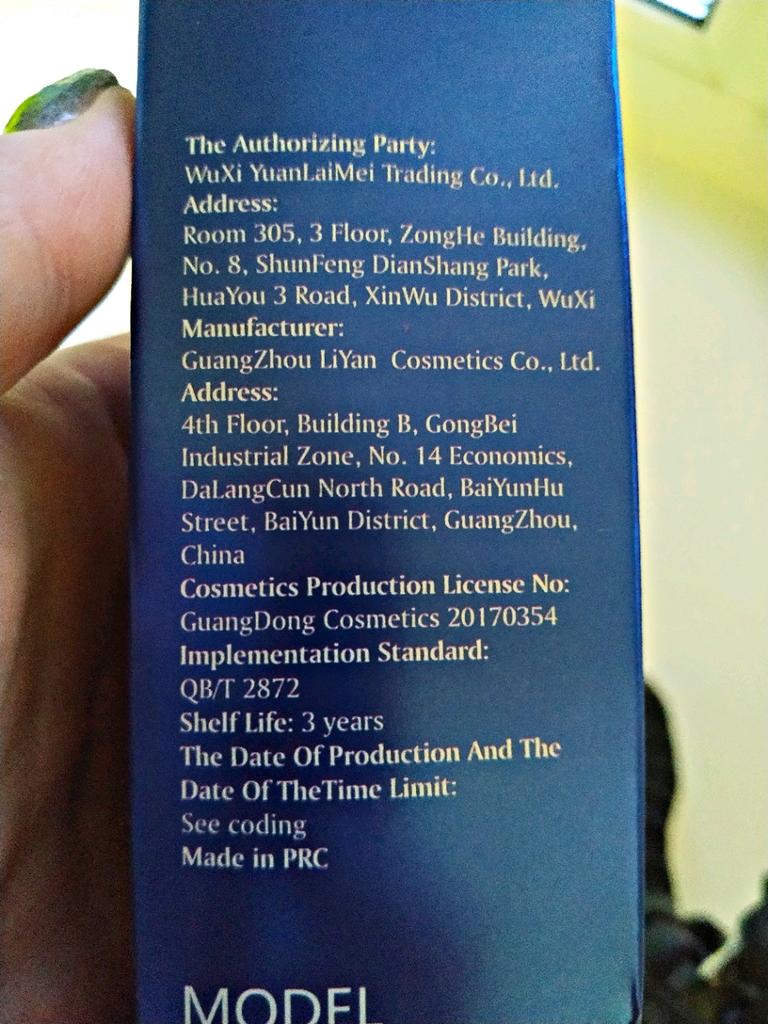 The Authorizing Party:
WuXi YuanLaiMei Trading Co., Ltd.
Address:
Room 305, 3 Floor, ZongHe Building,
No. 8, ShunFeng DianShang Park,
HuaYou 3 Road, XinWu District, WuXi
Manufacturer:
GuangZhou LiYan Cosmetics Co., Ltd.
Address:
4th Floor, Building B, GongBei
Industrial Zone, No. 14 Economics,
DaLangCun North Road, BaiYunHu
Street, BaiYun District, GuangZhou,
China
Cosmetics Production License No:
GuangDong Cosmetics 20170354
Implementation Standard:
QB/T 2872
Shelf Life: 3 years
The Date Of Production And The
Date Of TheTime Limit:
See coding
Made in PRC
MODEL